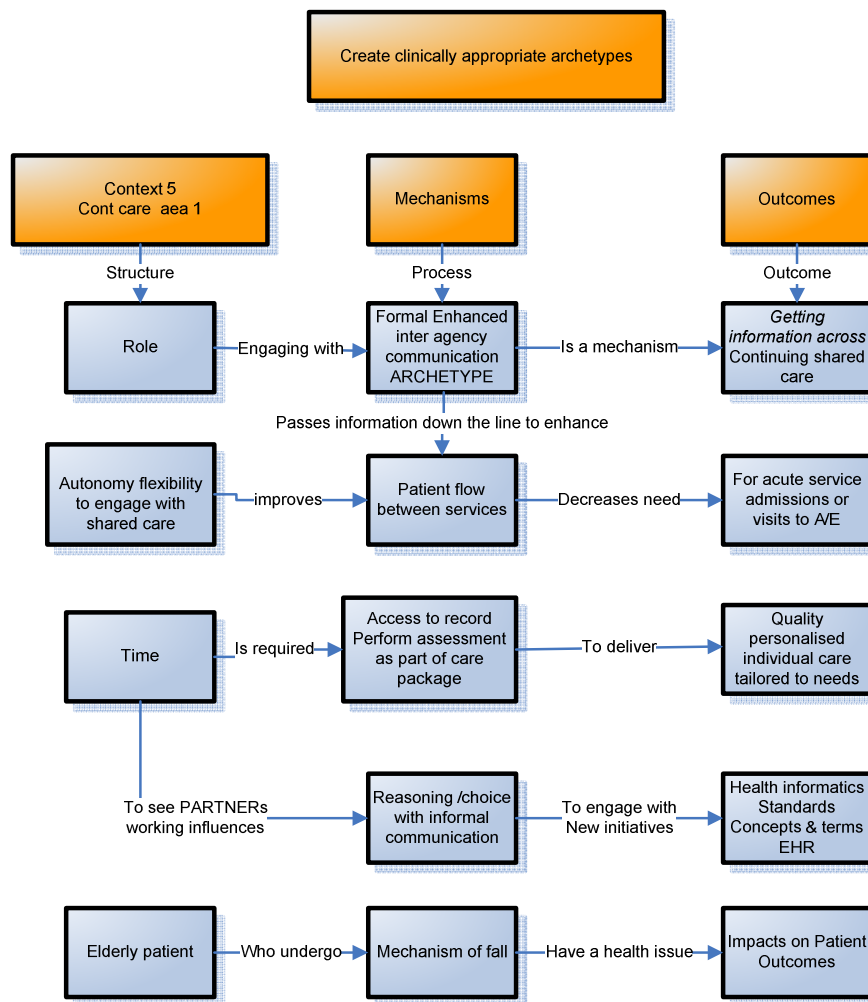 Create clinically appropriate archetypes
Context 5
Cont care aea 1
Mechanisms
Outcomes
Structure
Process
Outcome
Role
Engaging with
Formal Enhanced
inter agency
communication
ARCHETYPE
Is a mechanism
Getting
information across
Continuing shared
care
Passes information down the line to enhance
Autonomy flexibility
to engage with
shared care
improves
Patient flow
between services
Decreases need
For acute service
admissions or
visits to A/E
Time
Is required
Access to record
Perform assessment
as part of care
package
To deliver
Quality
personalised
individual care
tailored to needs
To see PARTNERs
working influences
Reasoning /choice
with informal
communication
To engage with
New initiatives
Health informatics
Standards
Concepts & terms
EHR
Elderly patient
Who undergo
Mechanism of fall
Have a health issue
Impacts on Patient
Outcomes